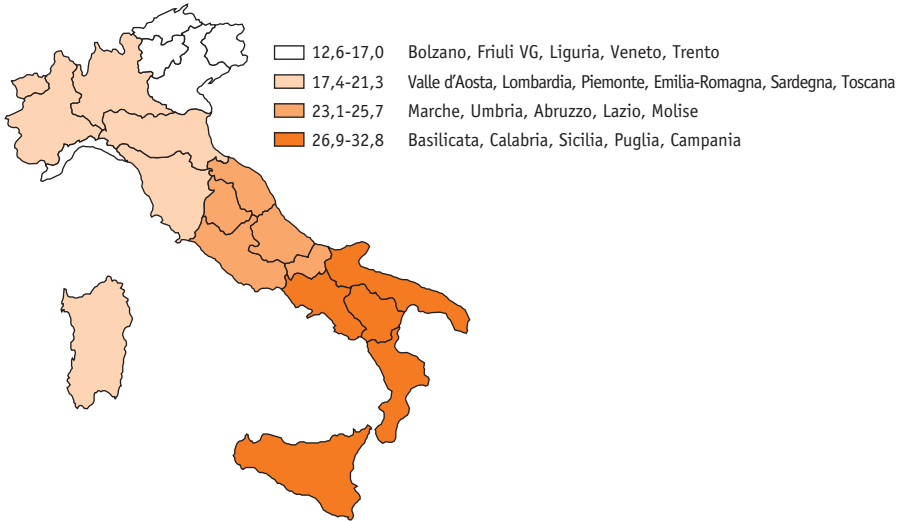 12,6-17,0 Bolzano, Friuli VG, Liguria, Veneto, Trento
17,4-21,3 Valle d'Aosta, Lombardia, Piemonte, Emilia-Romagna, Sardegna, Toscana
23,1-25,7 Marche, Umbria, Abruzzo, Lazio, Molise
26,9-32,8 Basilicata, Calabria, Sicilia, Puglia, Campania